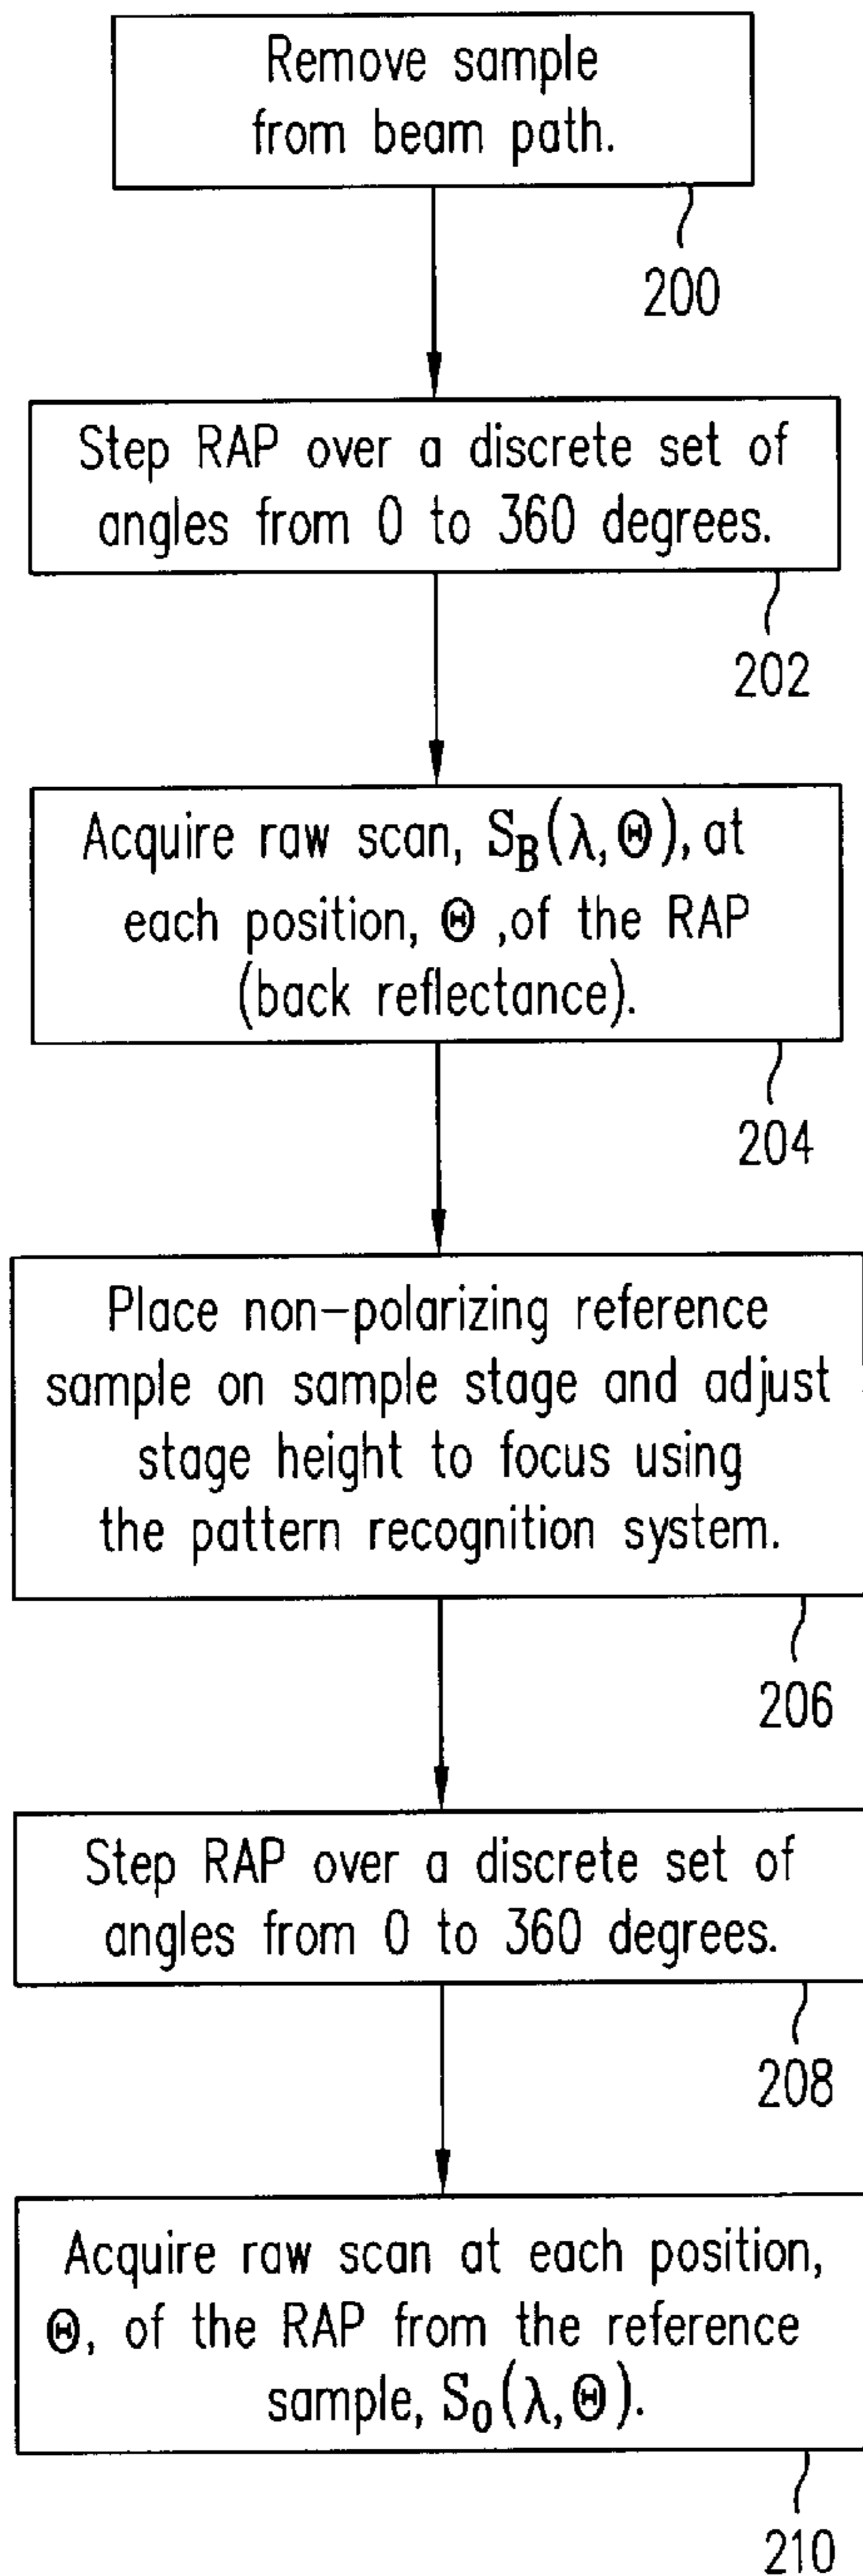 Remove sample
from beam path.
200
Step RAP over a discrete set of
angles from 0 to 360 degrees.
202
Acquire raw scan, S_B(λ,Θ), at
each position, Θ ,of the RAP
(back reflectance).
204
Place non-polarizing reference
sample on sample stage and adjust
stage height to focus using
the pattern recognition system.
206
Step RAP over a discrete set of
angles from 0 to 360 degrees.
208
Acquire raw scan at each position,
Θ, of the RAP from the reference
sample, S_0(λ,Θ).
210